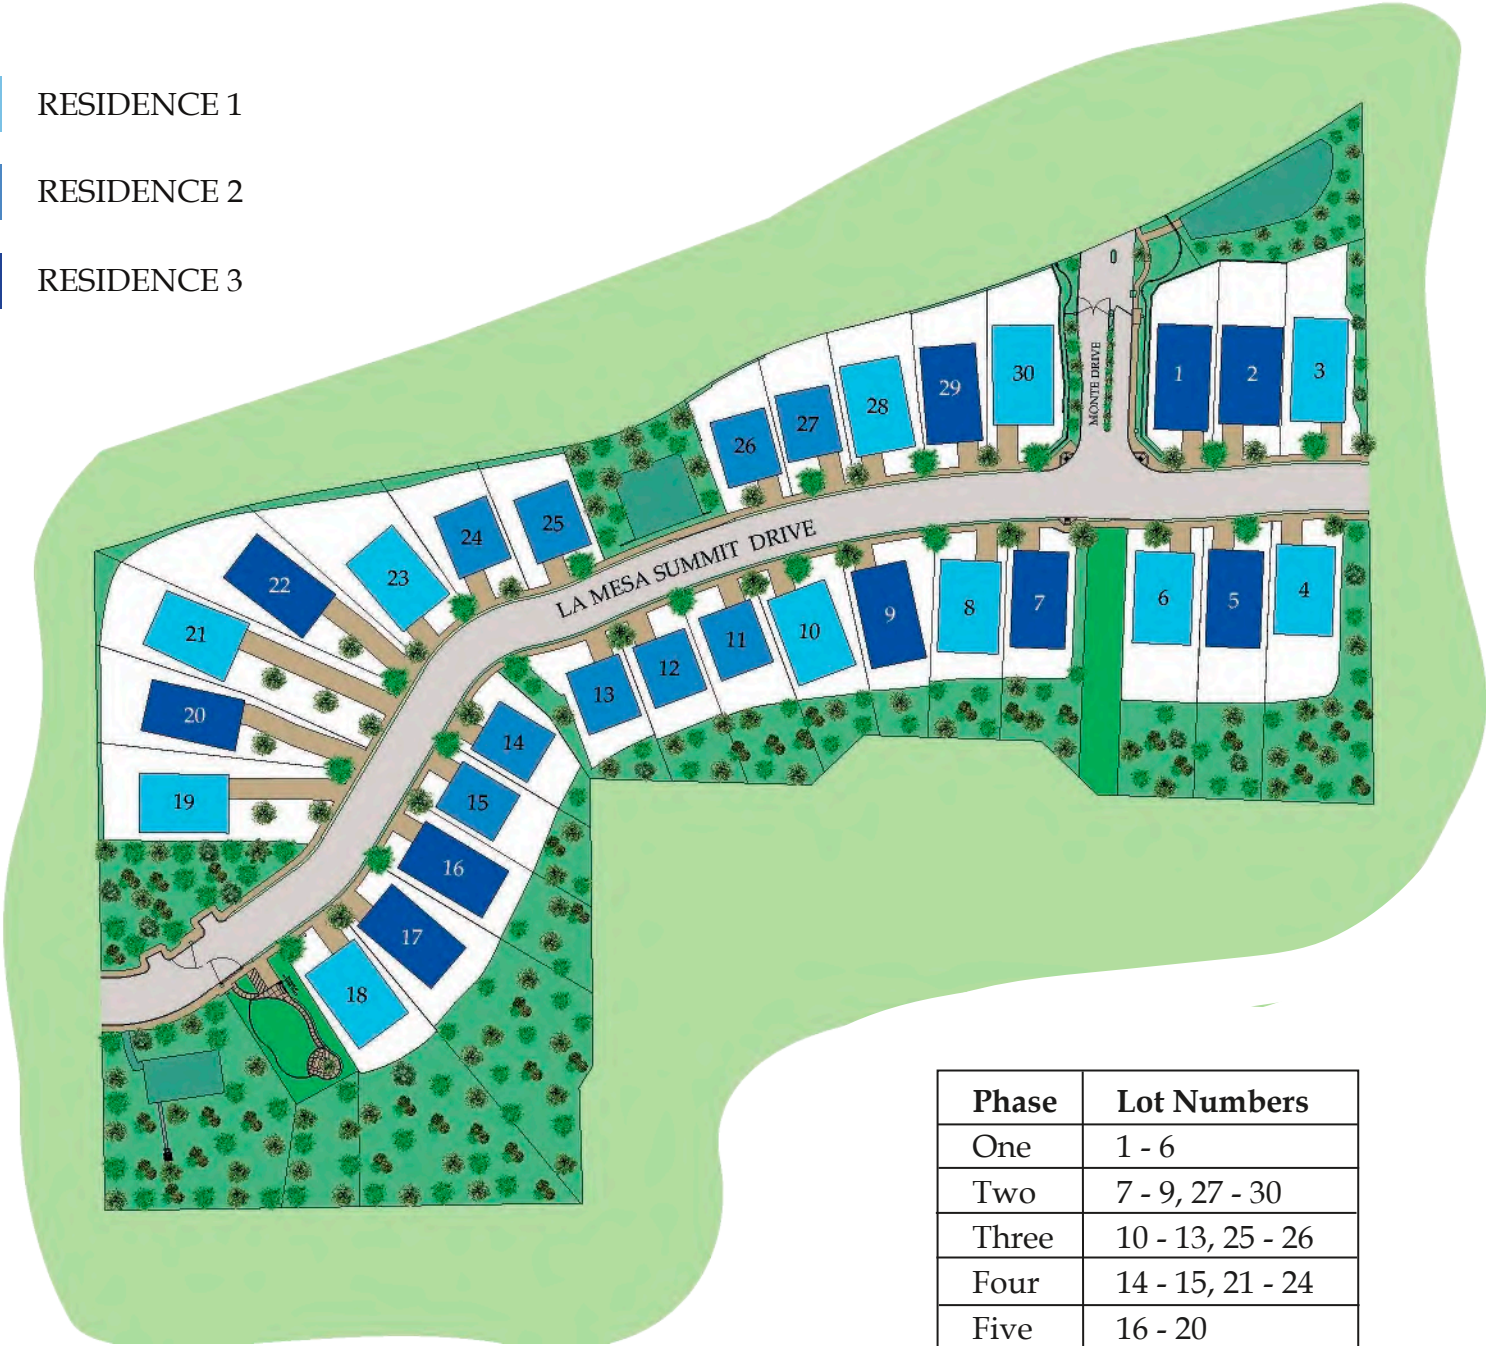 RESIDENCE 1
RESIDENCE 2
RESIDENCE 3
MONTE DRIVE
1
2
3
30
29
28
27
26
25
24
23
22
21
20
19
LA MESA SUMMIT DRIVE
4
5
6
7
8
9
10
11
12
13
14
15
16
17
18
Phase Lot Numbers
One 1 - 6
Two 7 - 9, 27 - 30
Three 10 - 13, 25 - 26
Four 14 - 15, 21 - 24
Five 16 - 20